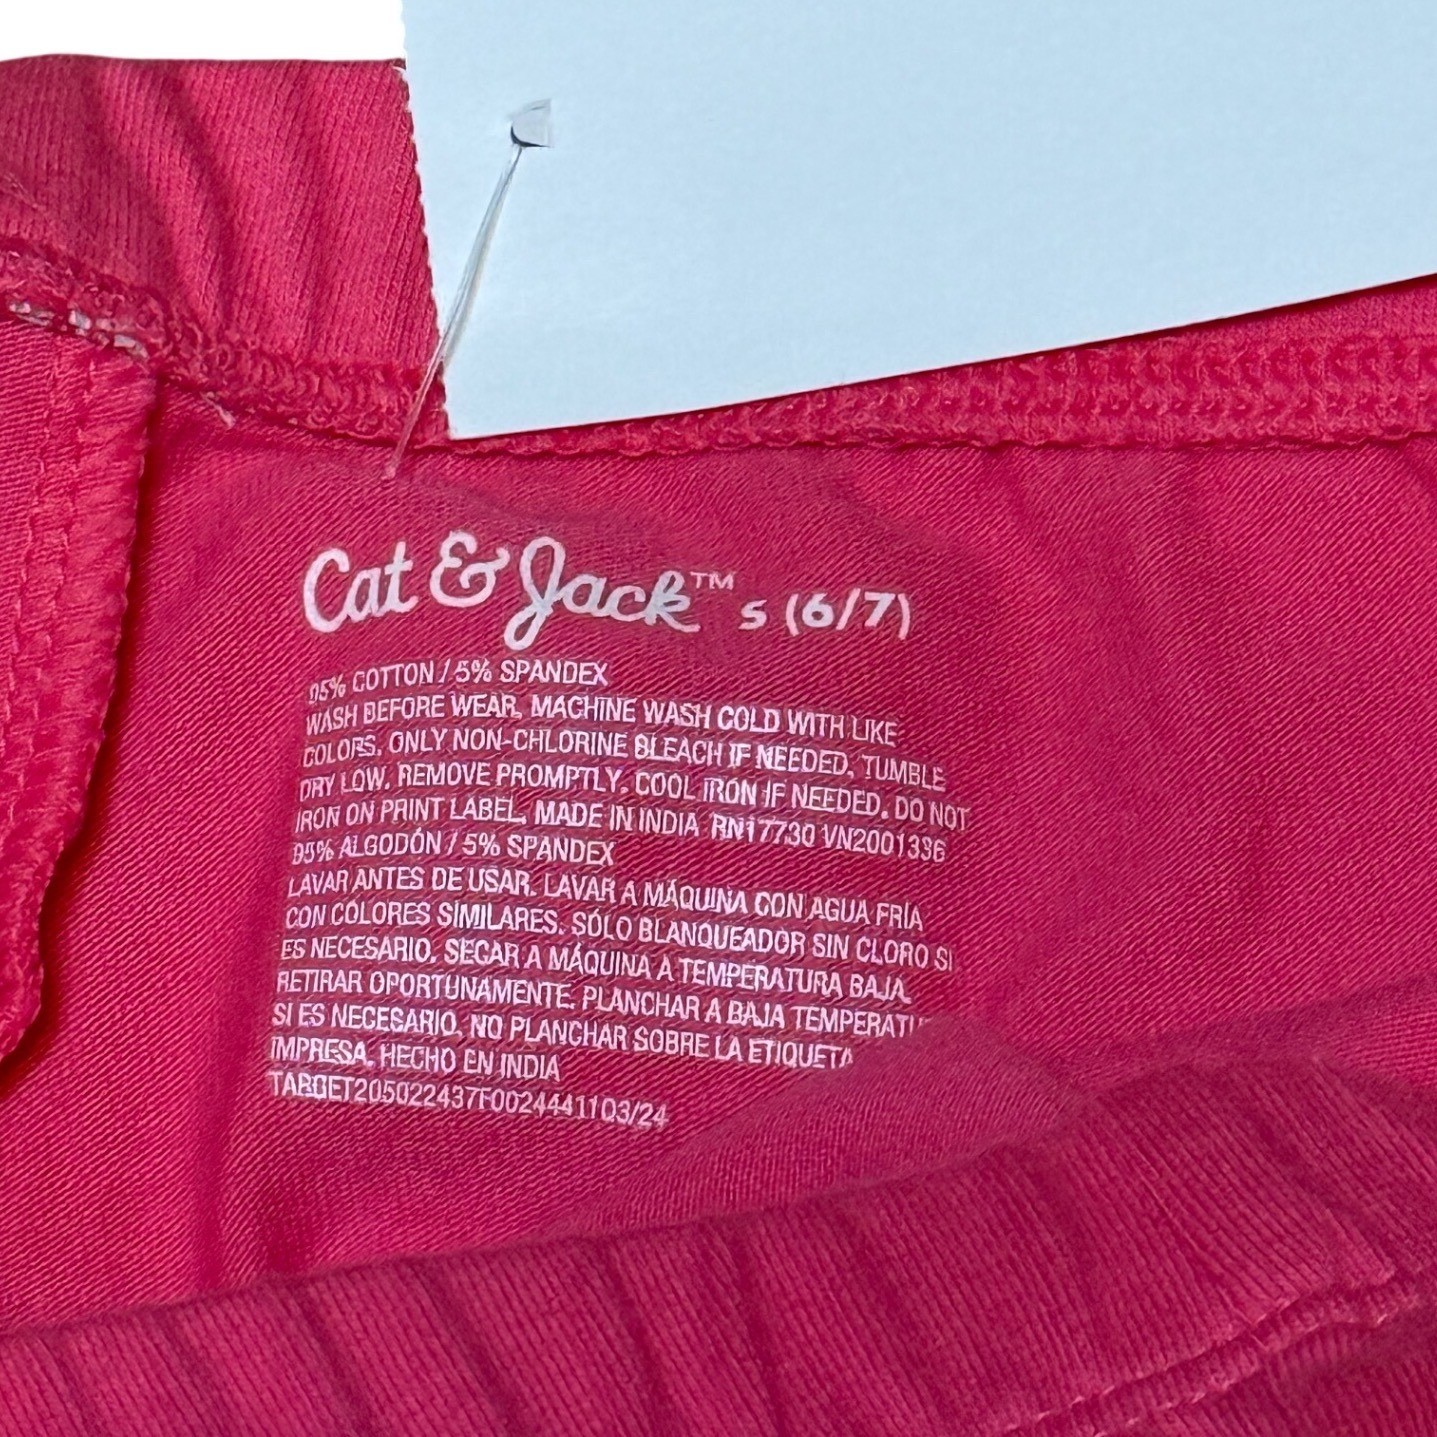 Cat & Jack™ S (6/7)
95% COTTON / 5% SPANDEX
WASH BEFORE WEAR. MACHINE WASH COLD WITH LIKE
COLORS. ONLY NON-CHLORINE BLEACH IF NEEDED. TUMBLE
DRY LOW. REMOVE PROMPTLY. COOL IRON IF NEEDED. DO NOT
IRON ON PRINT LABEL. MADE IN INDIA RN17730 VN2001336
95% ALGODÓN / 5% SPANDEX
LAVAR ANTES DE USAR. LAVAR A MÁQUINA CON AGUA FRÍA
CON COLORES SIMILARES. SÓLO BLANQUEADOR SIN CLORO SI
ES NECESARIO. SECAR A MÁQUINA A TEMPERATURA BAJA.
RETIRAR OPORTUNAMENTE. PLANCHAR A BAJA
SI ES NECESARIO. NO PLANCHAR SOBRE LA ETIQUETA
IMPRESA. HECHO EN INDIA
TARGET205022437F0024441103/24